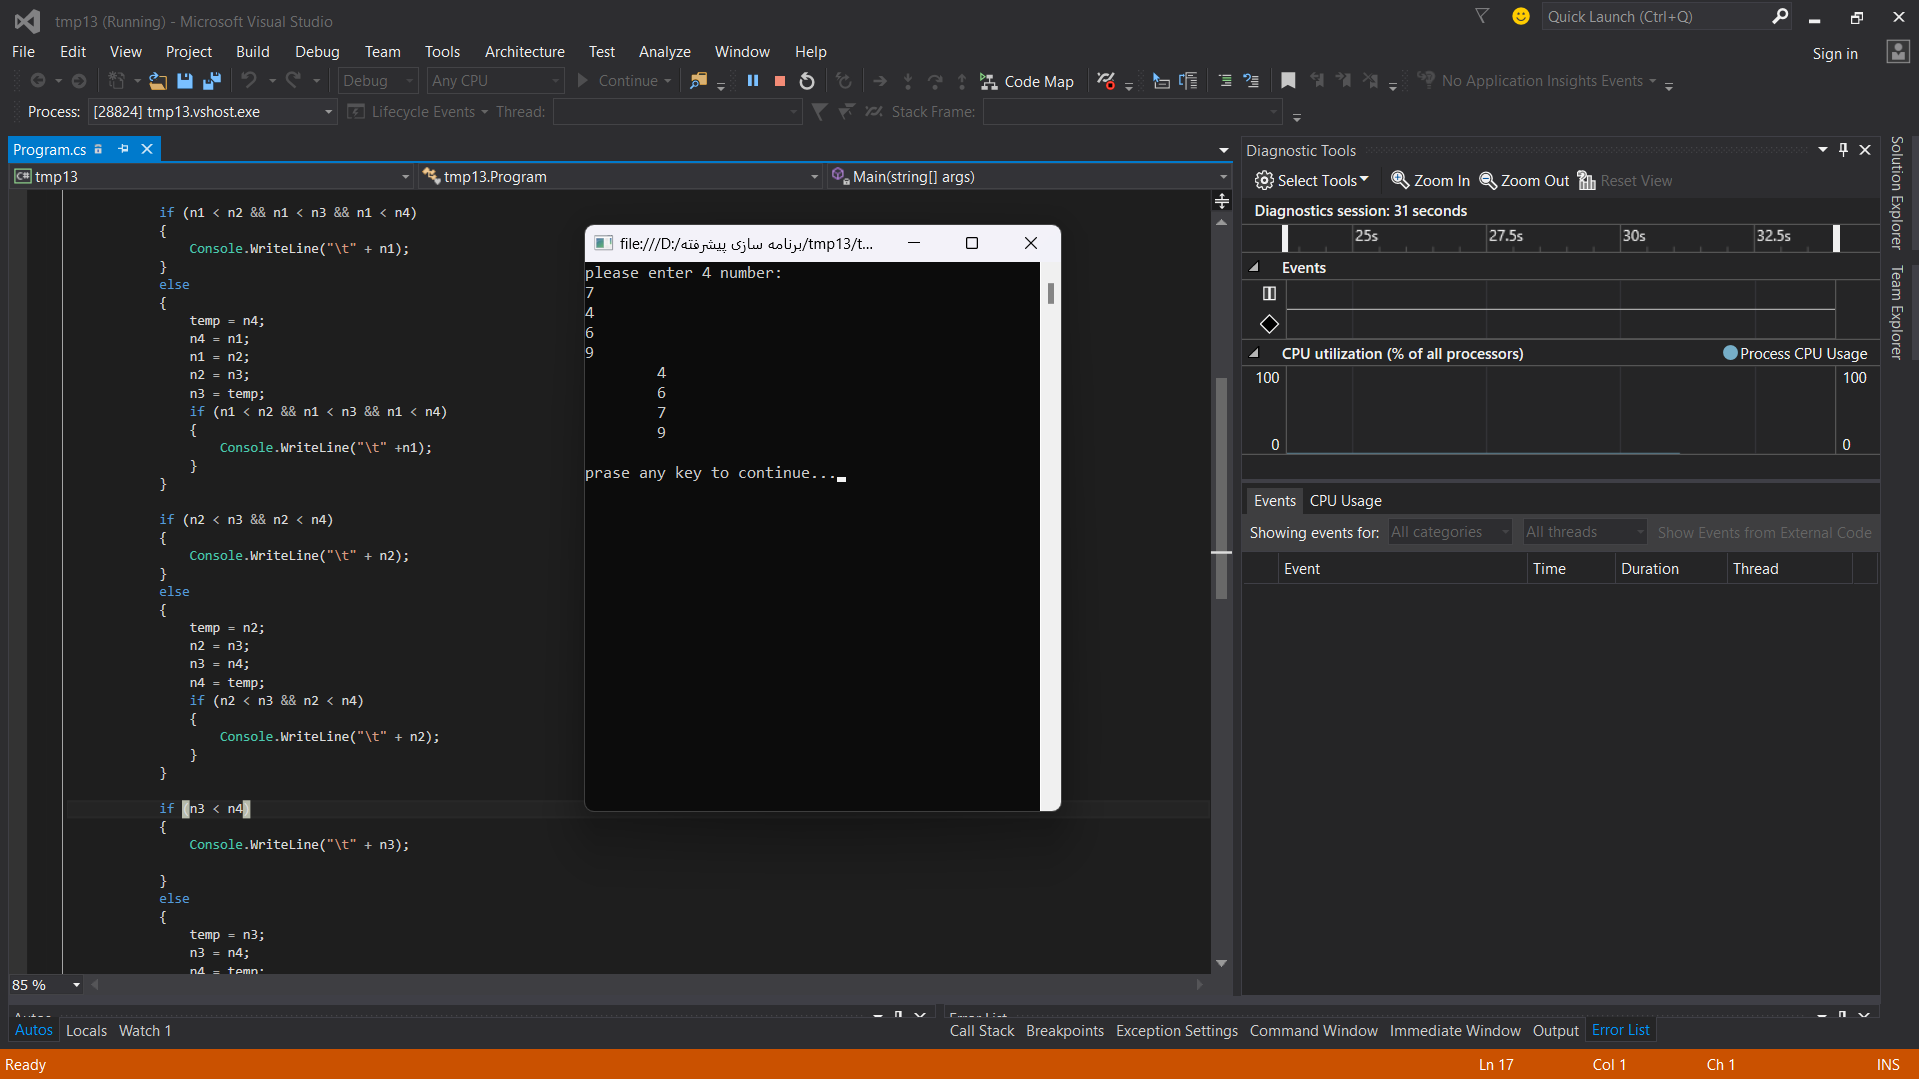 tmp13 (Running) - Microsoft Visual Studio
Quick Launch (Ctrl+Q)
File Edit View Project Build Debug Team Tools Architecture Test Analyze Window Help
Sign in
Debug Any CPU Continue Code Map No Application Insights Events
Process: [28824] tmp13.vshost.exe Lifecycle Events Thread: Stack Frame:
Program.cs
C# tmp13 tmp13.Program Main(string[] args)
if (n1 < n2 && n1 < n3 && n1 < n4)
{
Console.WriteLine("\t" + n1);
}
else
{
temp = n4;
n4 = n1;
n1 = n2;
n2 = n3;
n3 = temp;
if (n1 < n2 && n1 < n3 && n1 < n4)
{
Console.WriteLine("\t" +n1);
}
}
if (n2 < n3 && n2 < n4)
{
Console.WriteLine("\t" + n2);
}
else
{
temp = n2;
n2 = n3;
n3 = n4;
n4 = temp;
if (n2 < n3 && n2 < n4)
{
Console.WriteLine("\t" + n2);
}
}
if (n3 < n4)
{
Console.WriteLine("\t" + n3);
}
else
{
temp = n3;
n3 = n4;
n4 = temp;
85 %
file:///D:/برنامه سازی پیشرفته/tmp13/t...
please enter 4 number:
7
4
6
9
4
6
7
9
prase any key to continue...
Diagnostic Tools
Select Tools Zoom In Zoom Out Reset View
Diagnostics session: 31 seconds
25s 27.5s 30s 32.5s
Events
CPU utilization (% of all processors) Process CPU Usage
100 100
0 0
Events CPU Usage
Showing events for: All categories All threads Show Events from External Code
Event Time Duration Thread
Solution Explorer
Team Explorer
Autos Error List
Autos Locals Watch 1
Call Stack Breakpoints Exception Settings Command Window Immediate Window Output Error List
Ready Ln 17 Col 1 Ch 1 INS